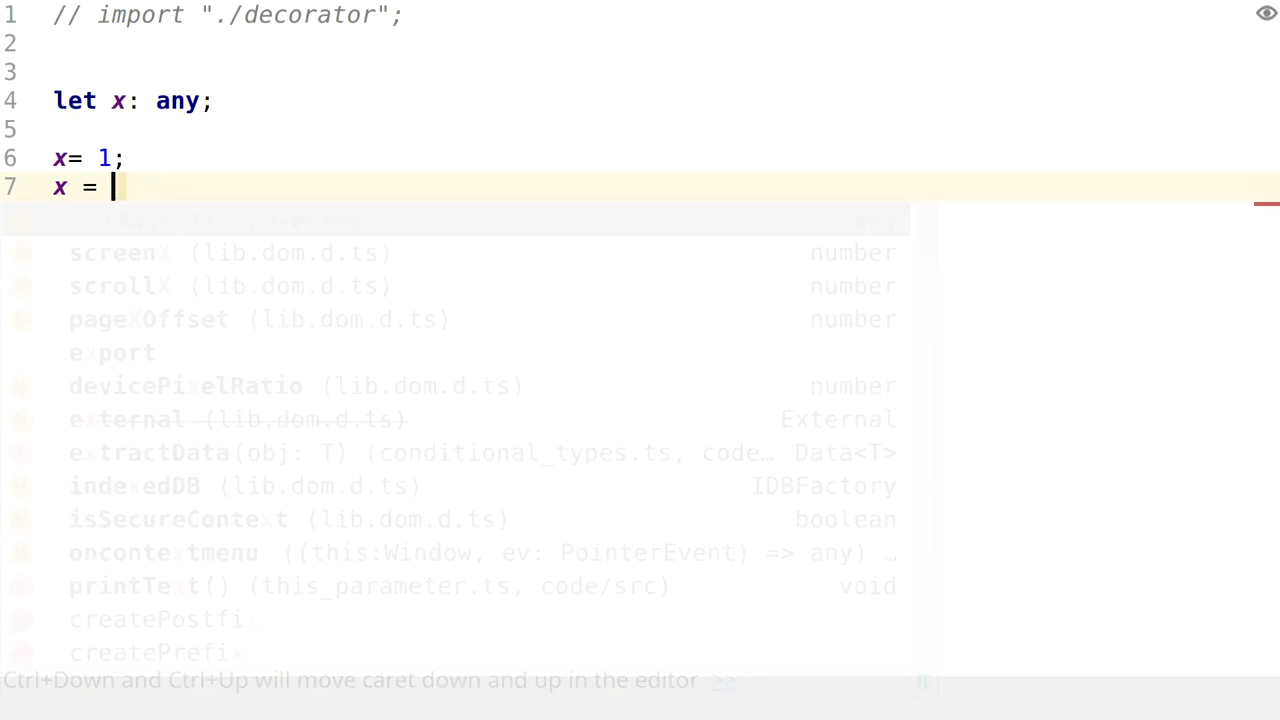 1 // import "./decorator";
2
3
4 let x: any;
5
6 x= 1;
7 x =
screenX (lib.dom.d.ts) number
scrollX (lib.dom.d.ts) number
pageXOffset (lib.dom.d.ts) number
export
devicePixelRatio (lib.dom.d.ts) number
external (lib.dom.d.ts) External
extractData(obj: T) (conditional_types.ts, code… Data<T>
indexedDB (lib.dom.d.ts) IDBFactory
isSecureContext (lib.dom.d.ts) boolean
oncontextmenu ((this:Window, ev: PointerEvent) => any) …
printText() (this_parameter.ts, code/src) void
createPostfix
createPrefix
Ctrl+Down and Ctrl+Up will move caret down and up in the editor >>